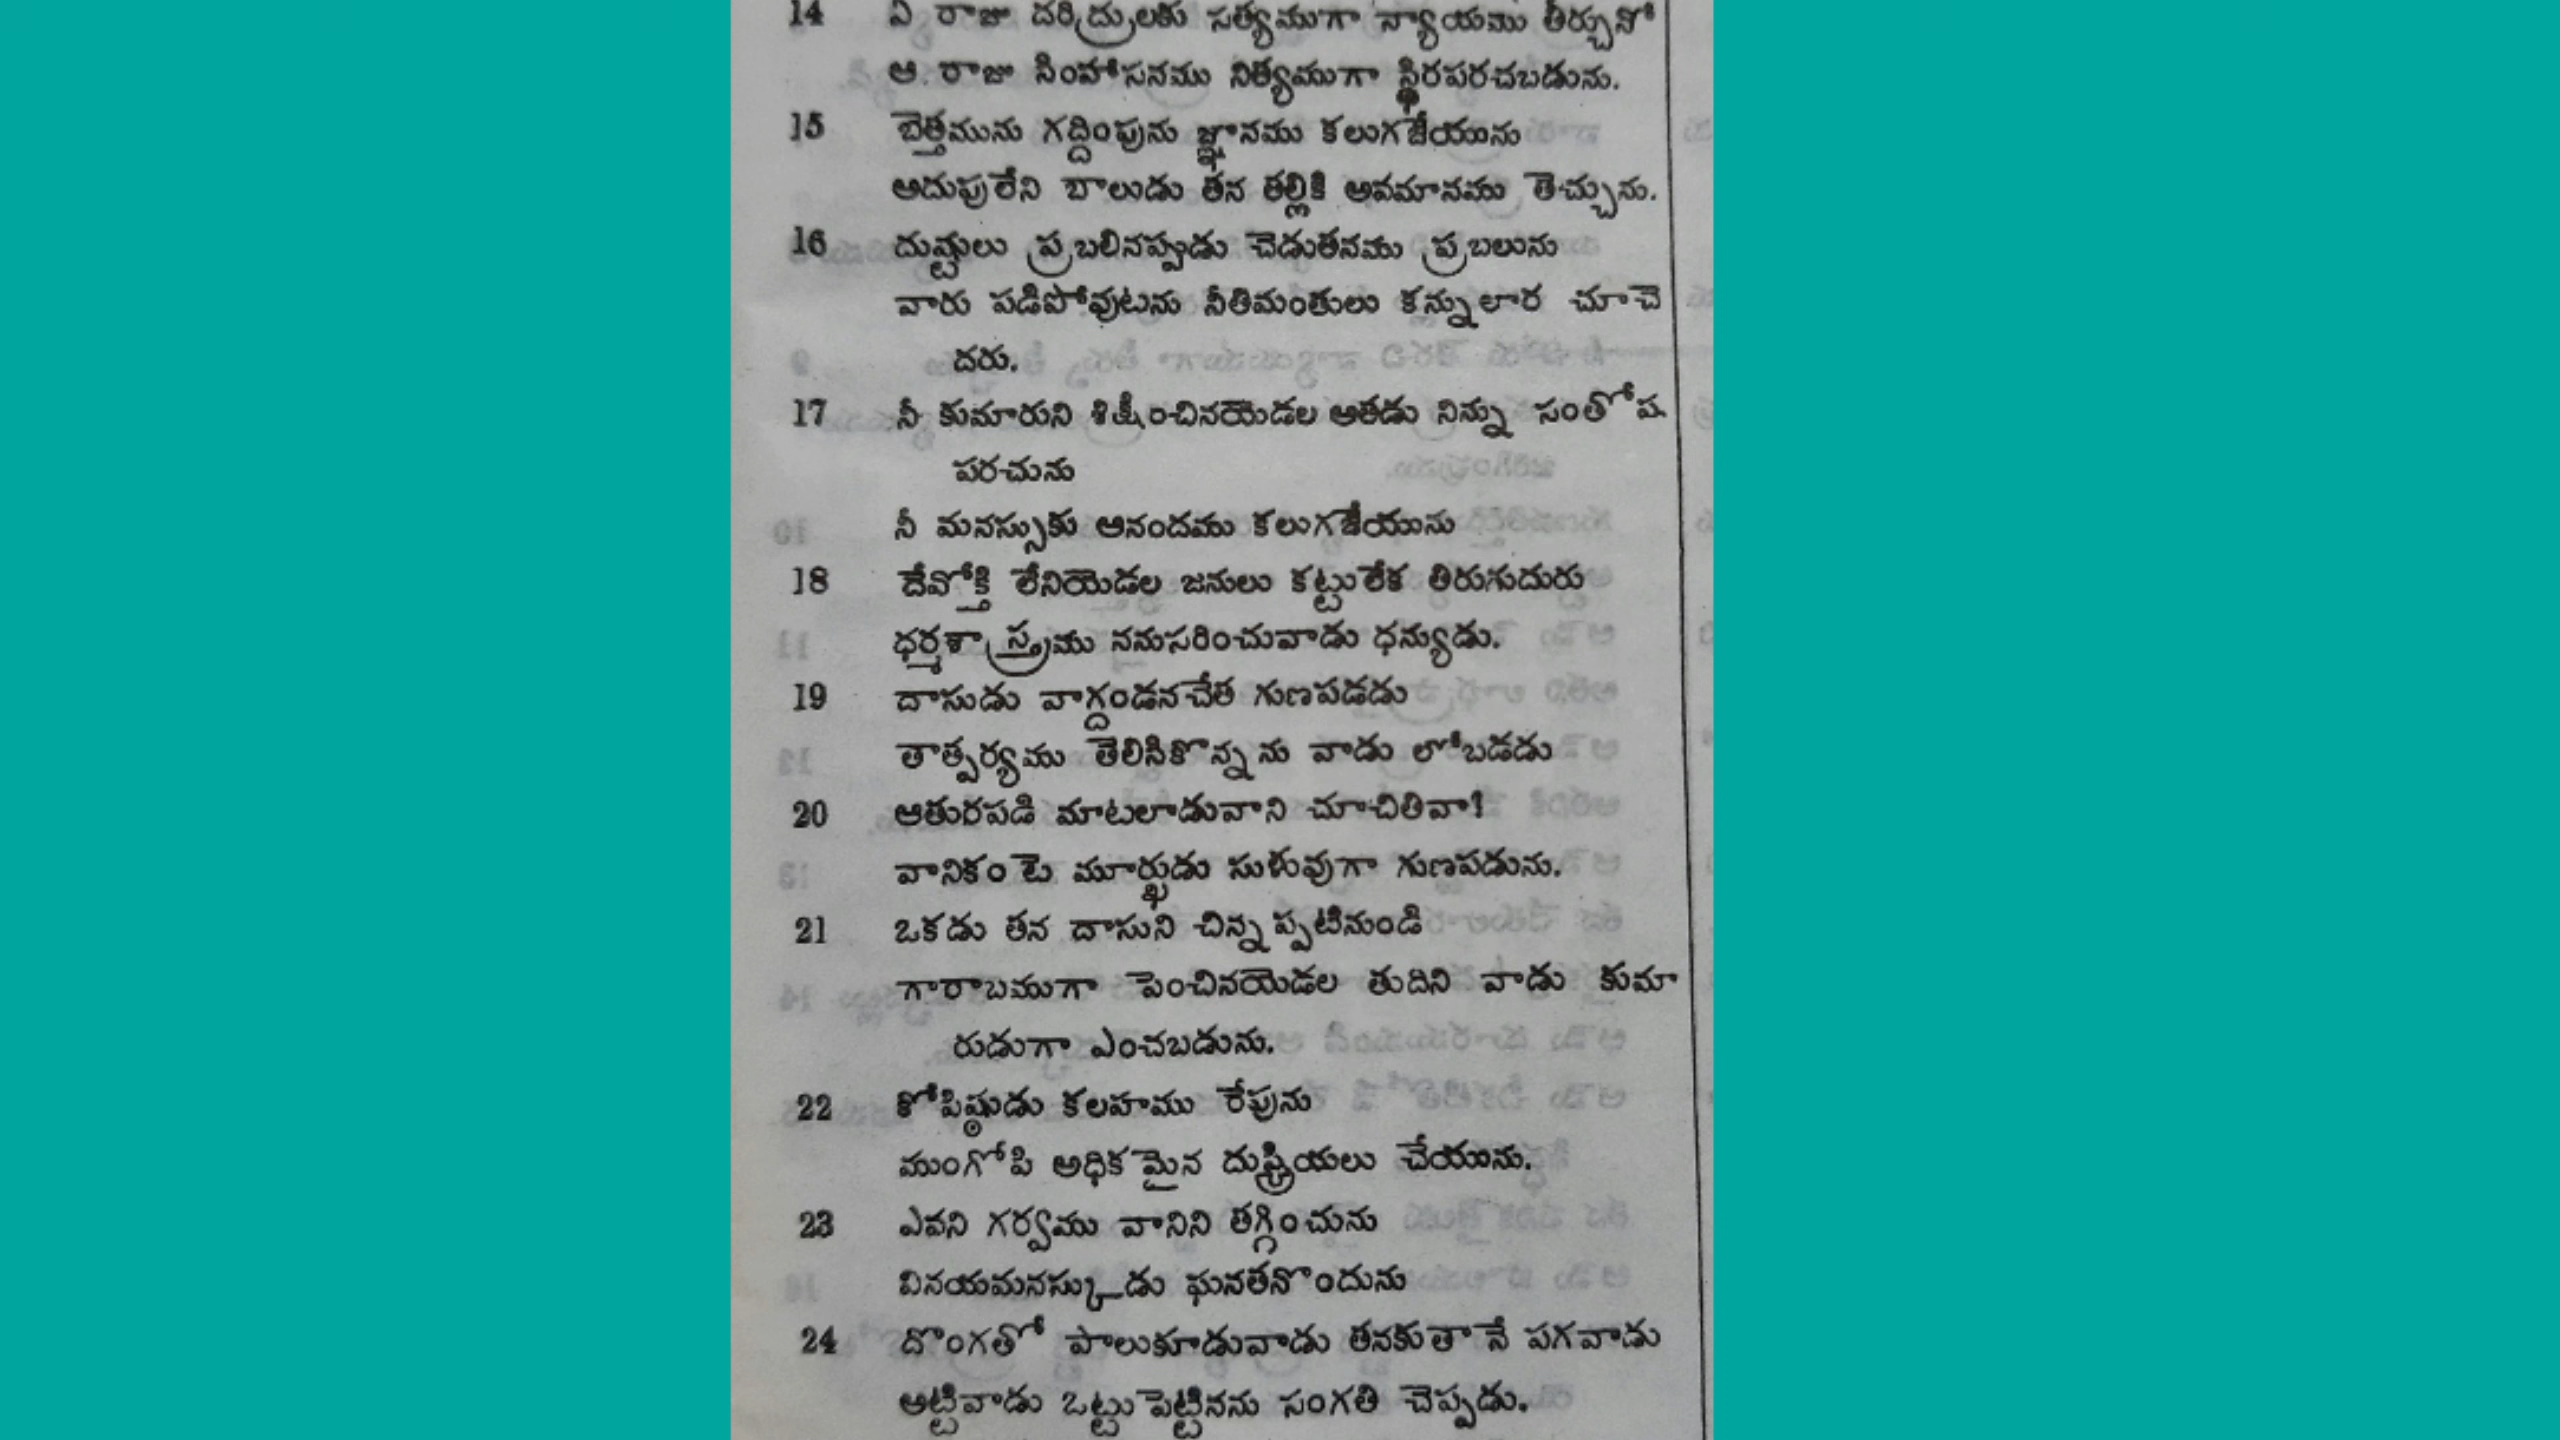 14 ఏ రాజు దరిద్రులకు సత్యముగా న్యాయము తీర్చునో
ఆ రాజు సింహాసనము నిత్యముగా స్థిరపరచబడును.
15 బెత్తమును గద్దింపును జ్ఞానము కలుగజేయును
అదుపులేని బాలుడు తన తల్లికి అవమానము తెచ్చును.
16 దుష్టులు ప్రబలినప్పుడు చెడుతనము ప్రబలును
వారు పడిపోవుటను నీతిమంతులు కన్నులార చూచె
దరు.
17 నీ కుమారుని శిక్షించినయెడల అతడు నిన్ను సంతోష
పరచును
నీ మనస్సుకు ఆనందము కలుగజేయును
18 దేవోక్తి లేనియెడల జనులు కట్టులేక తిరుగుదురు
ధర్మశాస్త్రము ననుసరించువాడు ధన్యుడు.
19 దాసుడు వాగ్దండనచేత గుణపడడు
తాత్పర్యము తెలిసికొన్నను వాడు లోబడడు
20 ఆతురపడి మాటలాడువాని చూచితివా?
వానికంటె మూర్ఖుడు సుళువుగా గుణపడును.
21 ఒకడు తన దాసుని చిన్నప్పటినుండి
గారాబముగా పెంచినయెడల తుదిని వాడు కుమా
రుడుగా ఎంచబడును.
22 కోపిష్ఠుడు కలహము రేపును
ముంగోపి అధికమైన దుష్క్రియలు చేయును.
23 ఎవని గర్వము వానిని తగ్గించును
వినయమనస్కుడు ఘనతనొందును
24 దొంగతో పాలుకూడువాడు తనకుతానే పగవాడు
అట్టివాడు ఒట్టుపెట్టినను సంగతి చెప్పడు.